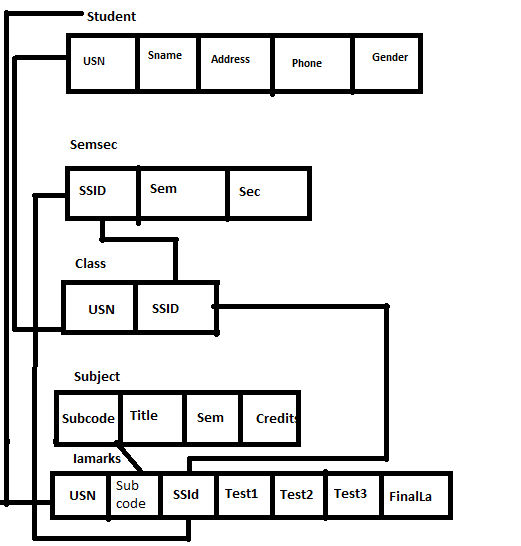 Student
USN Sname Address Phone Gender
Semsec
SSID Sem Sec
Class
USN SSID
Subject
Subcode Title Sem Credits
Iamarks
USN Sub code SSId Test1 Test2 Test3 FinalLa